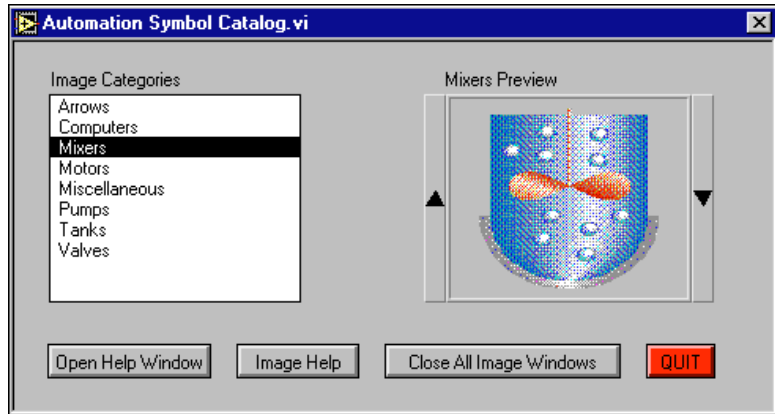 Automation Symbol Catalog.vi
Image Categories
Arrows
Computers
Mixers
Motors
Miscellaneous
Pumps
Tanks
Valves
Mixers Preview
Open Help Window
Image Help
Close All Image Windows
QUIT